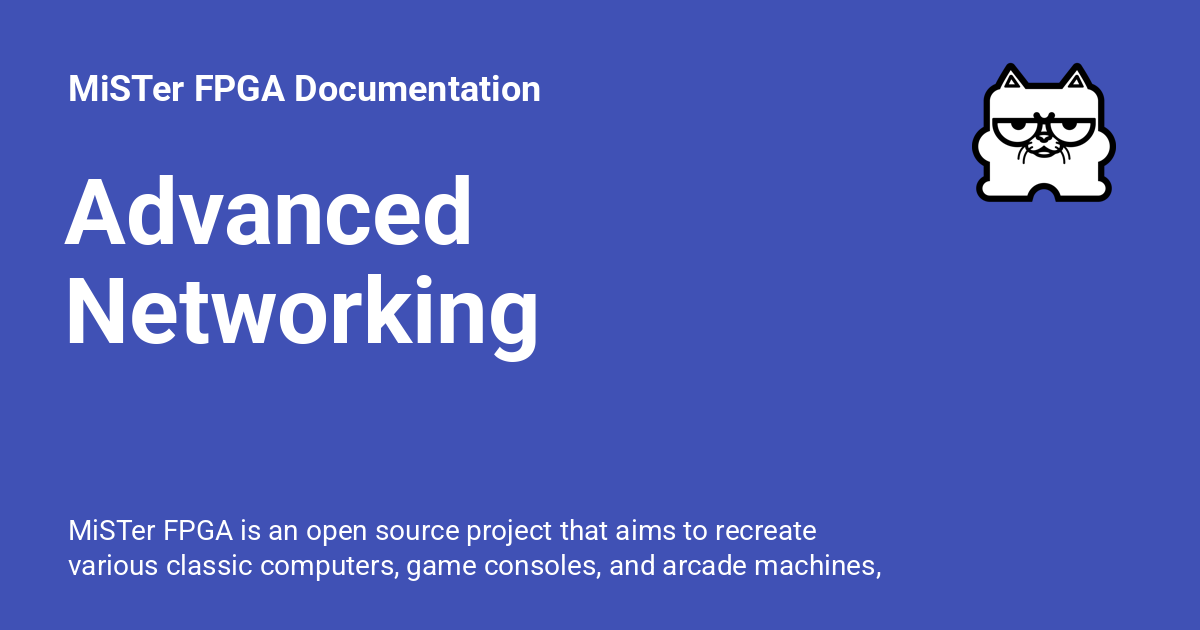 MiSTer FPGA Documentation
Advanced
Networking
MiSTer FPGA is an open source project that aims to recreate
various classic computers, game consoles, and arcade machines,